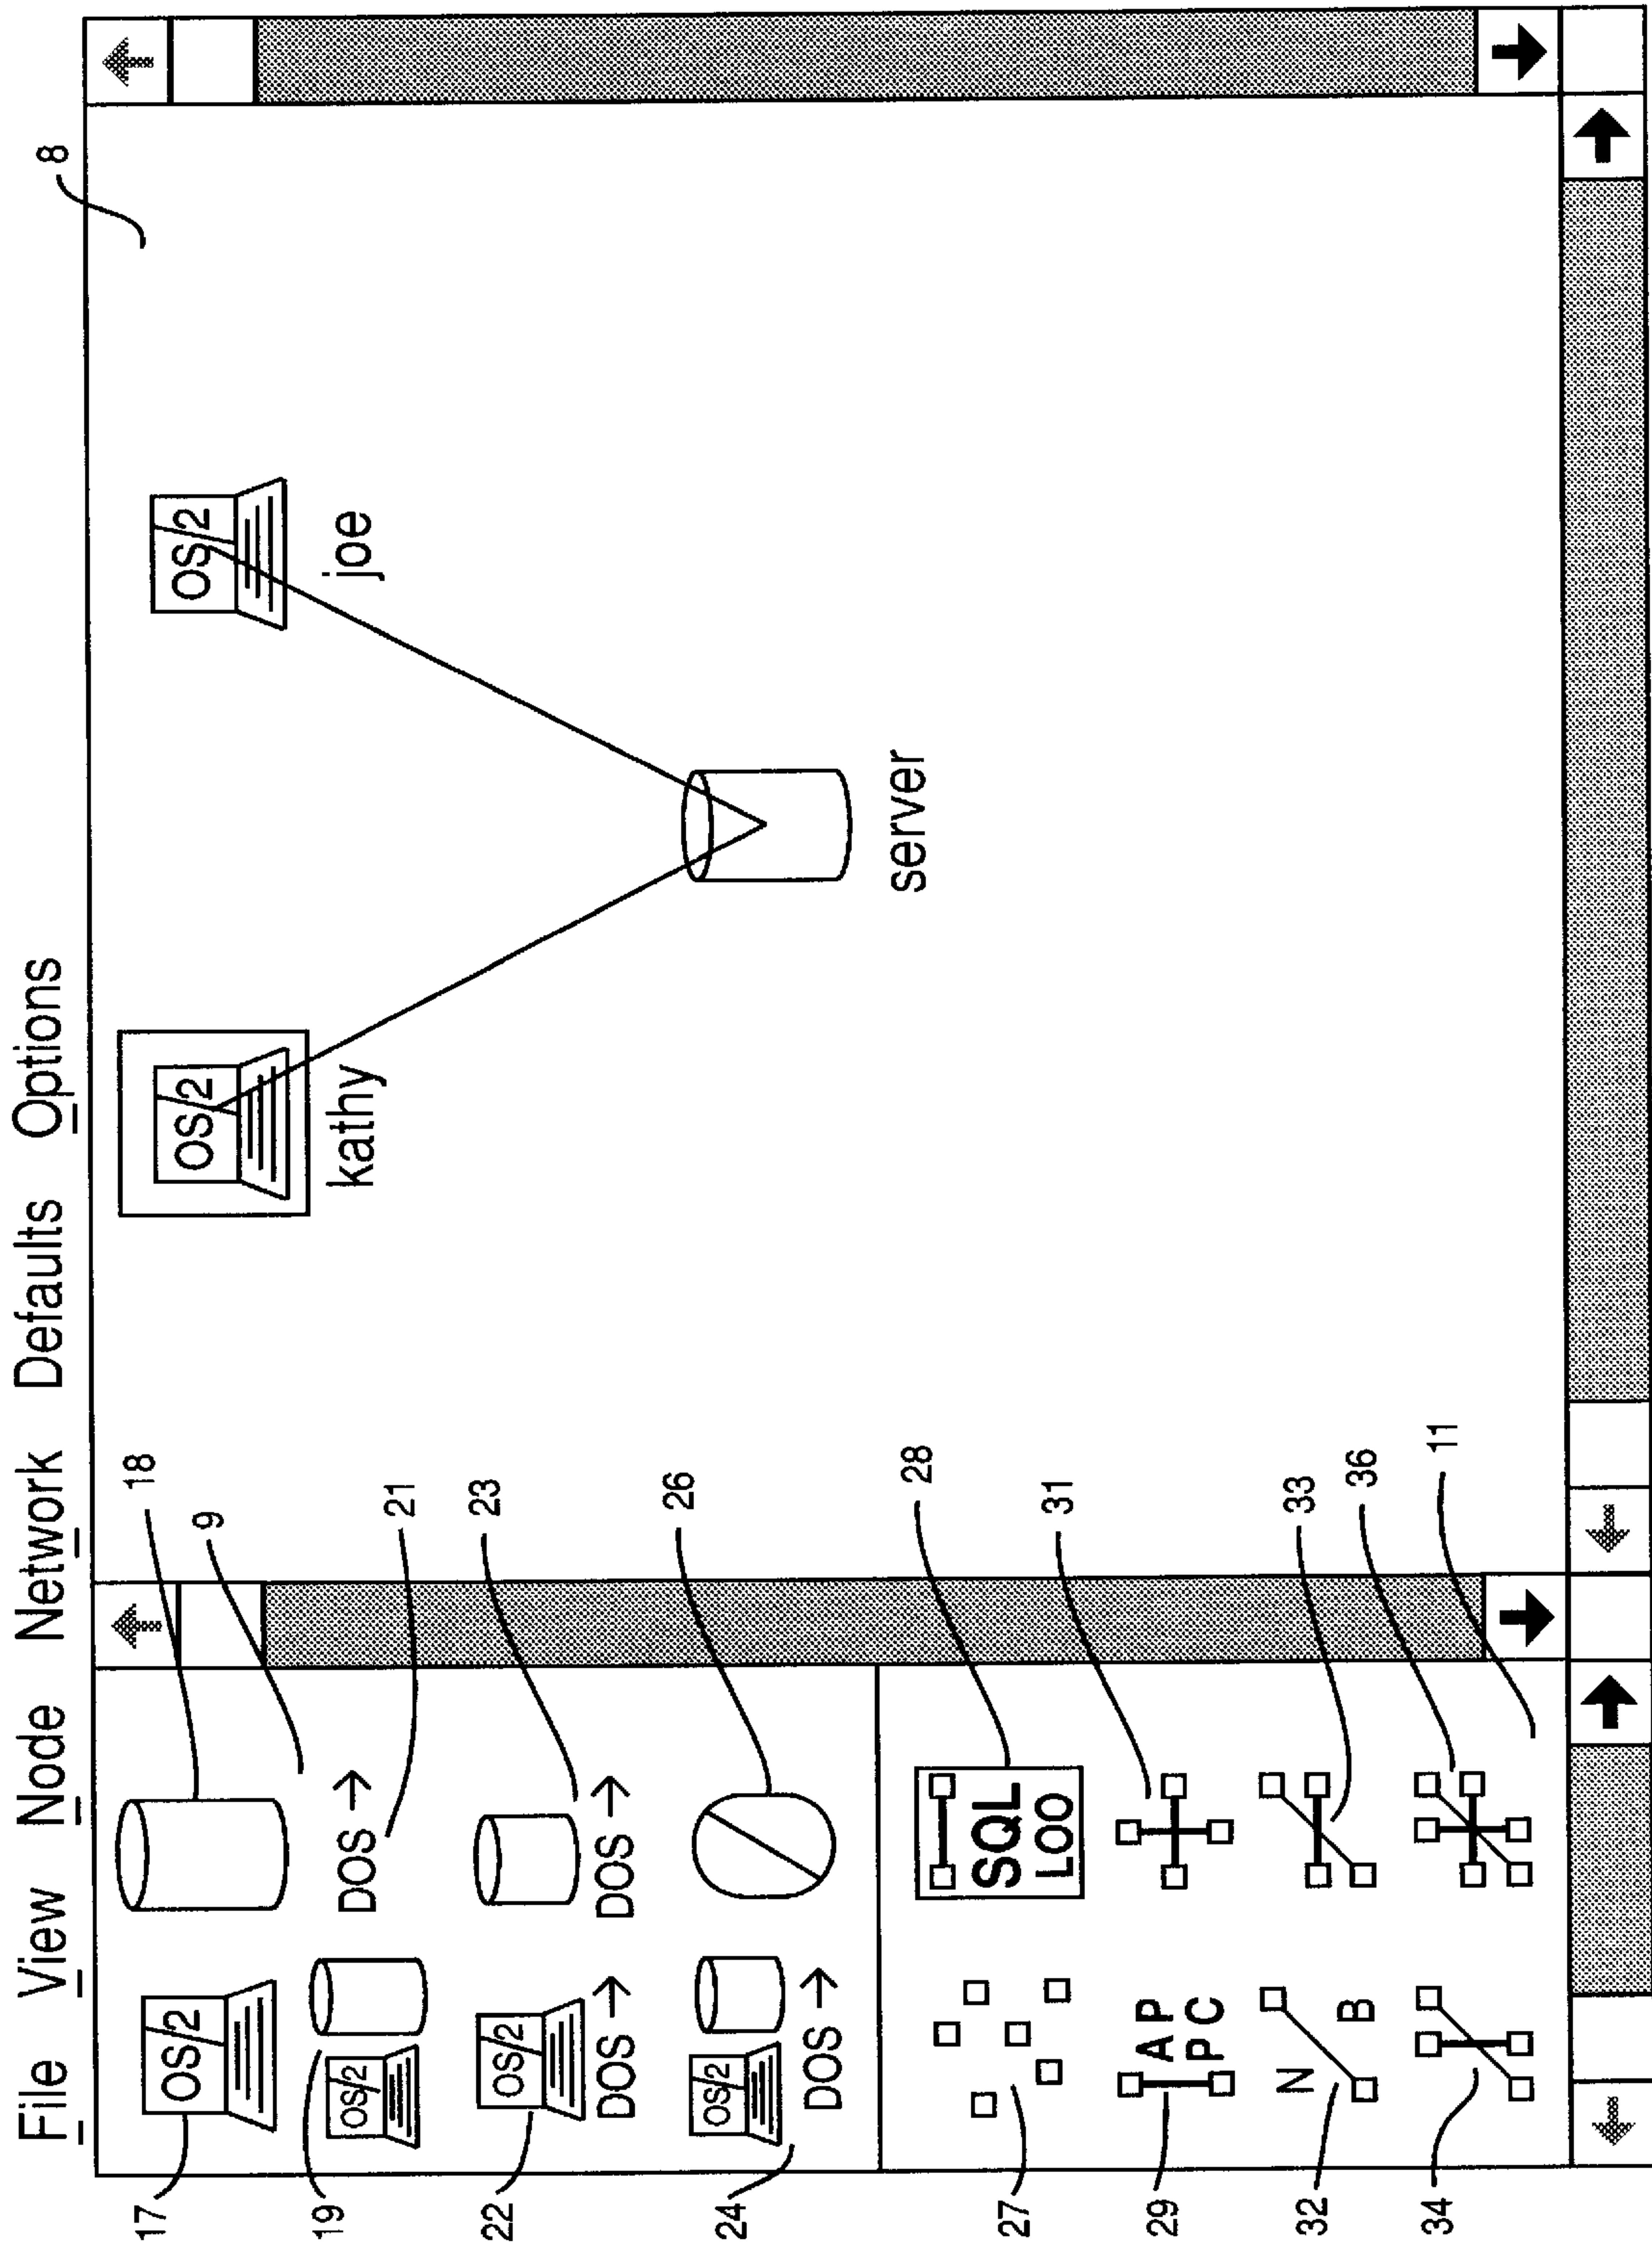 File View Node Network Defaults Options
17
18
OS/2
9
19
OS/2
DOS →
21
22
OS/2
DOS →
23
DOS →
24
OS/2
DOS →
26
27
28
SQL
LOO
29
AP
PC
31
32
N
B
33
34
36
11
8
OS/2
kathy
OS/2
joe
server